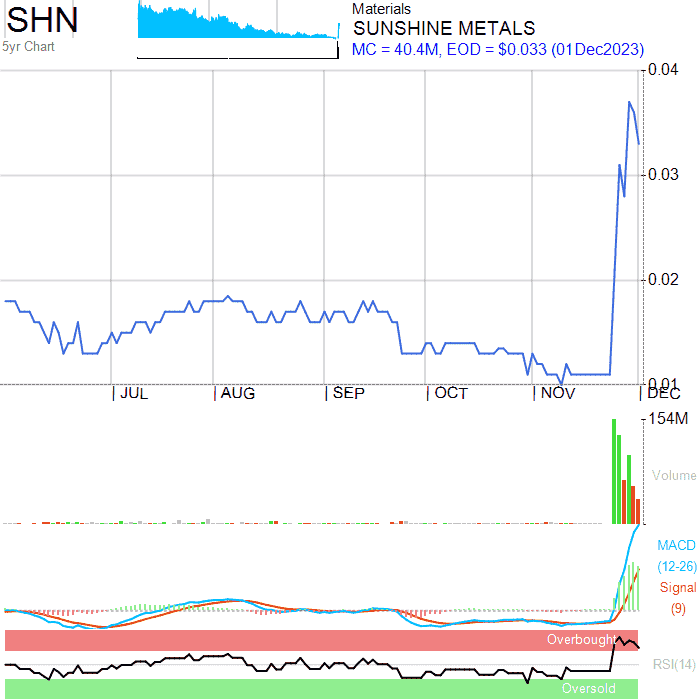 SHN
5yr Chart
Materials
SUNSHINE METALS
MC = 40.4M, EOD = $0.033 (01Dec2023)
0.04
0.03
0.02
0.01
JUL
AUG
SEP
OCT
NOV
DEC
154M
Volume
MACD
(12-26)
Signal
(9)
Overbought
RSI(14)
Oversold